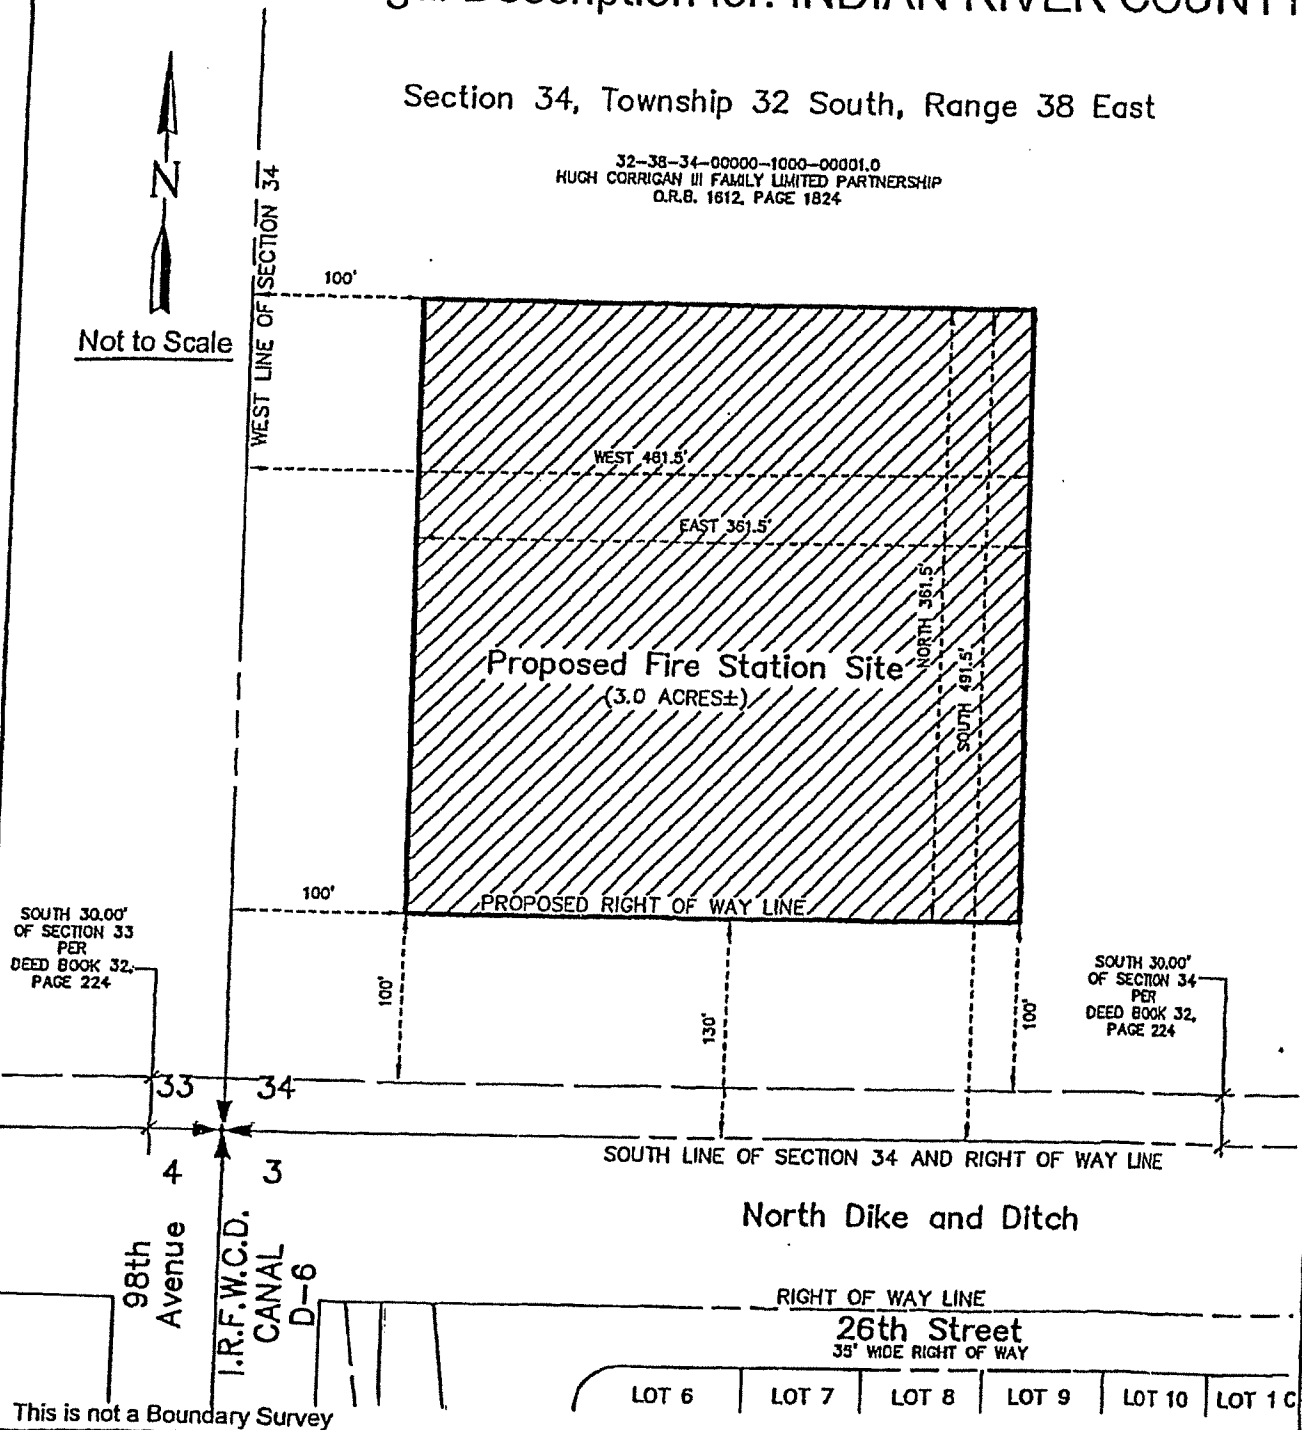 Description for: INDIAN RIVER COUNTY
Section 34, Township 32 South, Range 38 East
32-38-34-00000-1000-00001.0
HUGH CORRIGAN III FAMILY LIMITED PARTNERSHIP
O.R.B. 1612, PAGE 1824
N
Not to Scale
WEST LINE OF SECTION 34
100'
WEST 461.5'
EAST 361.5'
NORTH 361.5'
SOUTH 491.5'
Proposed Fire Station Site
(3.0 ACRES±)
100'
PROPOSED RIGHT OF WAY LINE
SOUTH 30.00'
OF SECTION 33
PER
DEED BOOK 32,
PAGE 224
100'
130'
100'
SOUTH 30.00'
OF SECTION 34
PER
DEED BOOK 32,
PAGE 224
33 34
4 3
SOUTH LINE OF SECTION 34 AND RIGHT OF WAY LINE
North Dike and Ditch
98th
Avenue
I.R.F.W.C.D.
CANAL
D-6
RIGHT OF WAY LINE
26th Street
35' WIDE RIGHT OF WAY
LOT 6 LOT 7 LOT 8 LOT 9 LOT 10 LOT 1
This is not a Boundary Survey